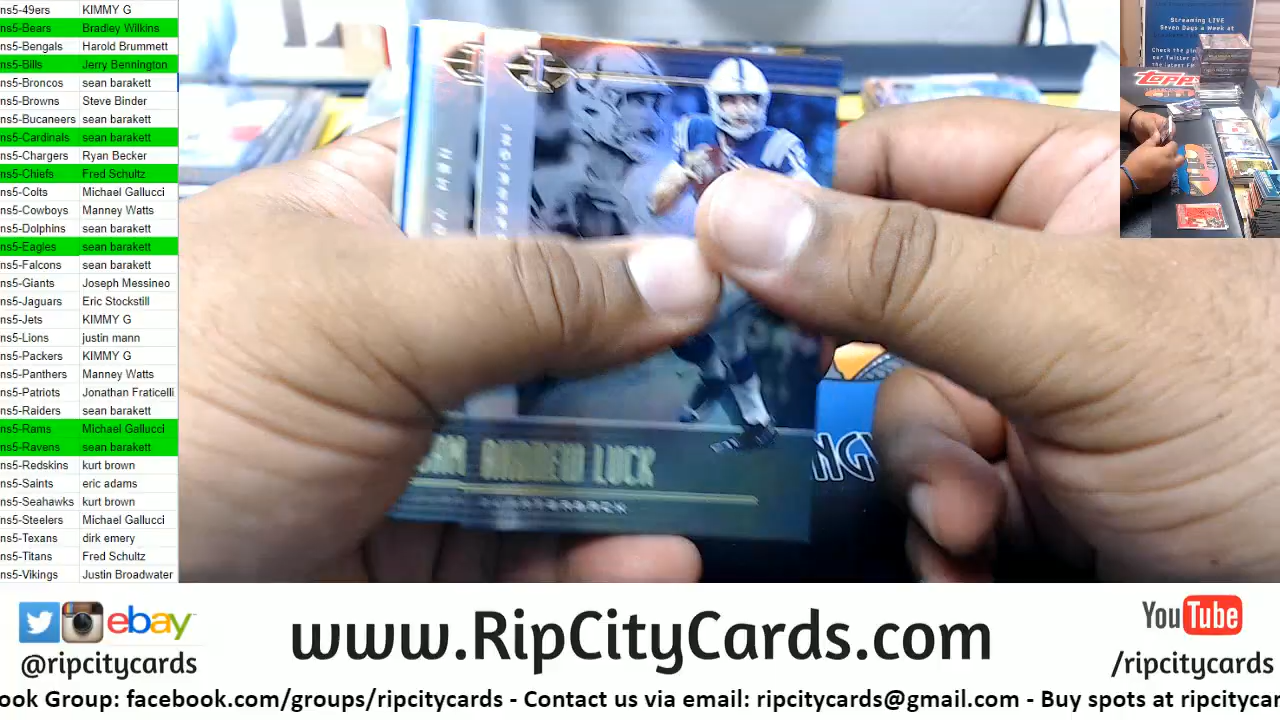 ns5-49ers KIMMY G
ns5-Bears Bradley Wilkins
ns5-Bengals Harold Brummett
ns5-Bills Jerry Bennington
ns5-Broncos sean barakett
ns5-Browns Steve Binder
ns5-Bucaneers sean barakett
ns5-Cardinals sean barakett
ns5-Chargers Ryan Becker
ns5-Chiefs Fred Schultz
ns5-Colts Michael Gallucci
ns5-Cowboys Manney Watts
ns5-Dolphins sean barakett
ns5-Eagles sean barakett
ns5-Falcons sean barakett
ns5-Giants Joseph Messineo
ns5-Jaguars Eric Stockstill
ns5-Jets KIMMY G
ns5-Lions justin mann
ns5-Packers KIMMY G
ns5-Panthers Manney Watts
ns5-Patriots Jonathan Fraticelli
ns5-Raiders sean barakett
ns5-Rams Michael Gallucci
ns5-Ravens sean barakett
ns5-Redskins kurt brown
ns5-Saints eric adams
ns5-Seahawks kurt brown
ns5-Steelers Michael Gallucci
ns5-Texans dirk emery
ns5-Titans Fred Schultz
ns5-Vikings Justin Broadwater
ANDREW LUCK
QUARTERBACK
Streaming LIVE
Seven Days a Week at
Topps
ebay
@ripcitycards
www.RipCityCards.com
YouTube
/ripcitycards
ook Group: facebook.com/groups/ripcitycards - Contact us via email: ripcitycards@gmail.com - Buy spots at ripcitycar